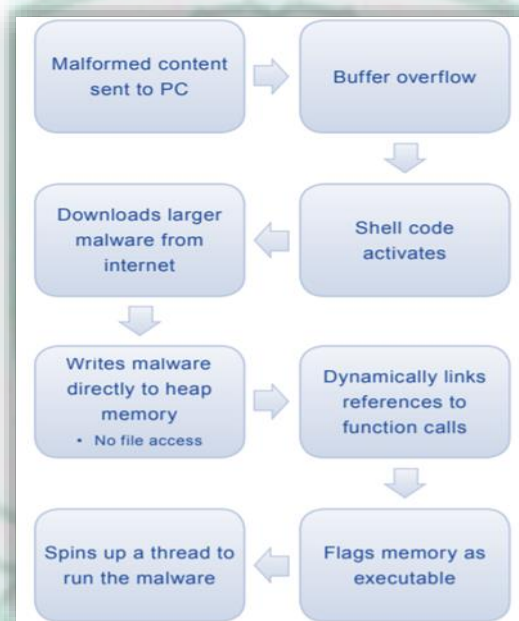 Malformed content
sent to PC
Buffer overflow
Shell code
activates
Downloads larger
malware from
internet
Writes malware
directly to heap
memory
• No file access
Dynamically links
references to
function calls
Flags memory as
executable
Spins up a thread to
run the malware